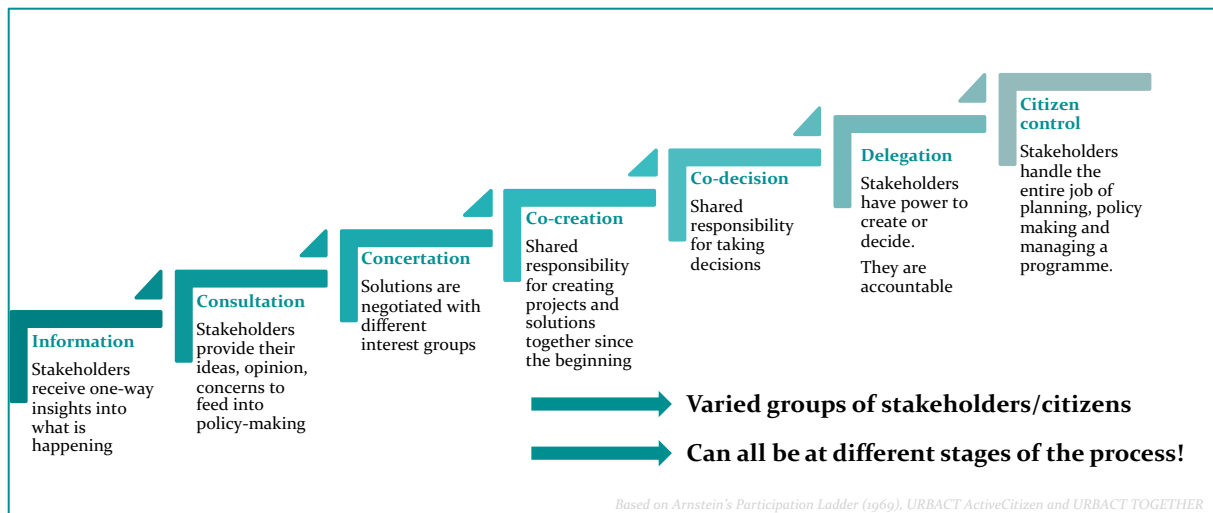 Information
Stakeholders
receive one-way
insights into
what is
happening
Consultation
Stakeholders
provide their
ideas, opinion,
concerns to
feed into
policy-making
Concertation
Solutions are
negotiated with
different
interest groups
Co-creation
Shared
responsibility
for creating
projects and
solutions
together since
the beginning
Co-decision
Shared
responsibility
for taking
decisions
Delegation
Stakeholders
have power to
create or
decide.
They are
accountable
Citizen
control
Stakeholders
handle the
entire job of
planning, policy
making and
managing a
programme.
Varied groups of stakeholders/citizens
Can all be at different stages of the process!
Based on Arnstein's Participation Ladder (1969), URBACT ActiveCitizen and URBACT TOGETHER